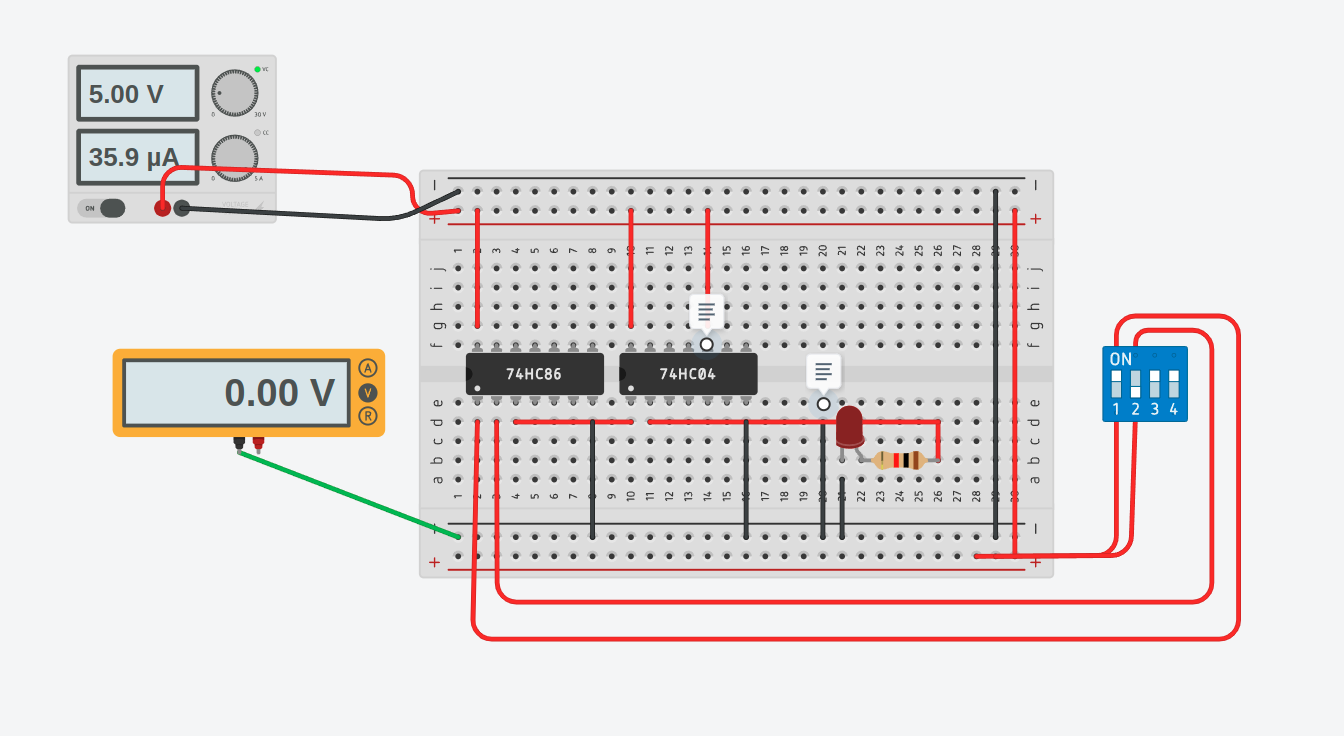 5.00 V
VC
0
30 V
35.9 µA
CC
0
5 A
ON
VOLTAGE
− −
+ +
1 2 3 4 5 6 7 8 9 10 11 12 13 14 15 16 17 18 19 20 21 22 23 24 25 26 27 28 29 30
j j
i i
h h
g g
f f
74HC86
74HC04
0.00 V
A
V
R
e e
d d
c c
b b
a a
1 2 3 4 5 6 7 8 9 10 11 12 13 14 15 16 17 18 19 20 21 22 23 24 25 26 27 28 29 30
− −
+ +
ON
1 2 3 4